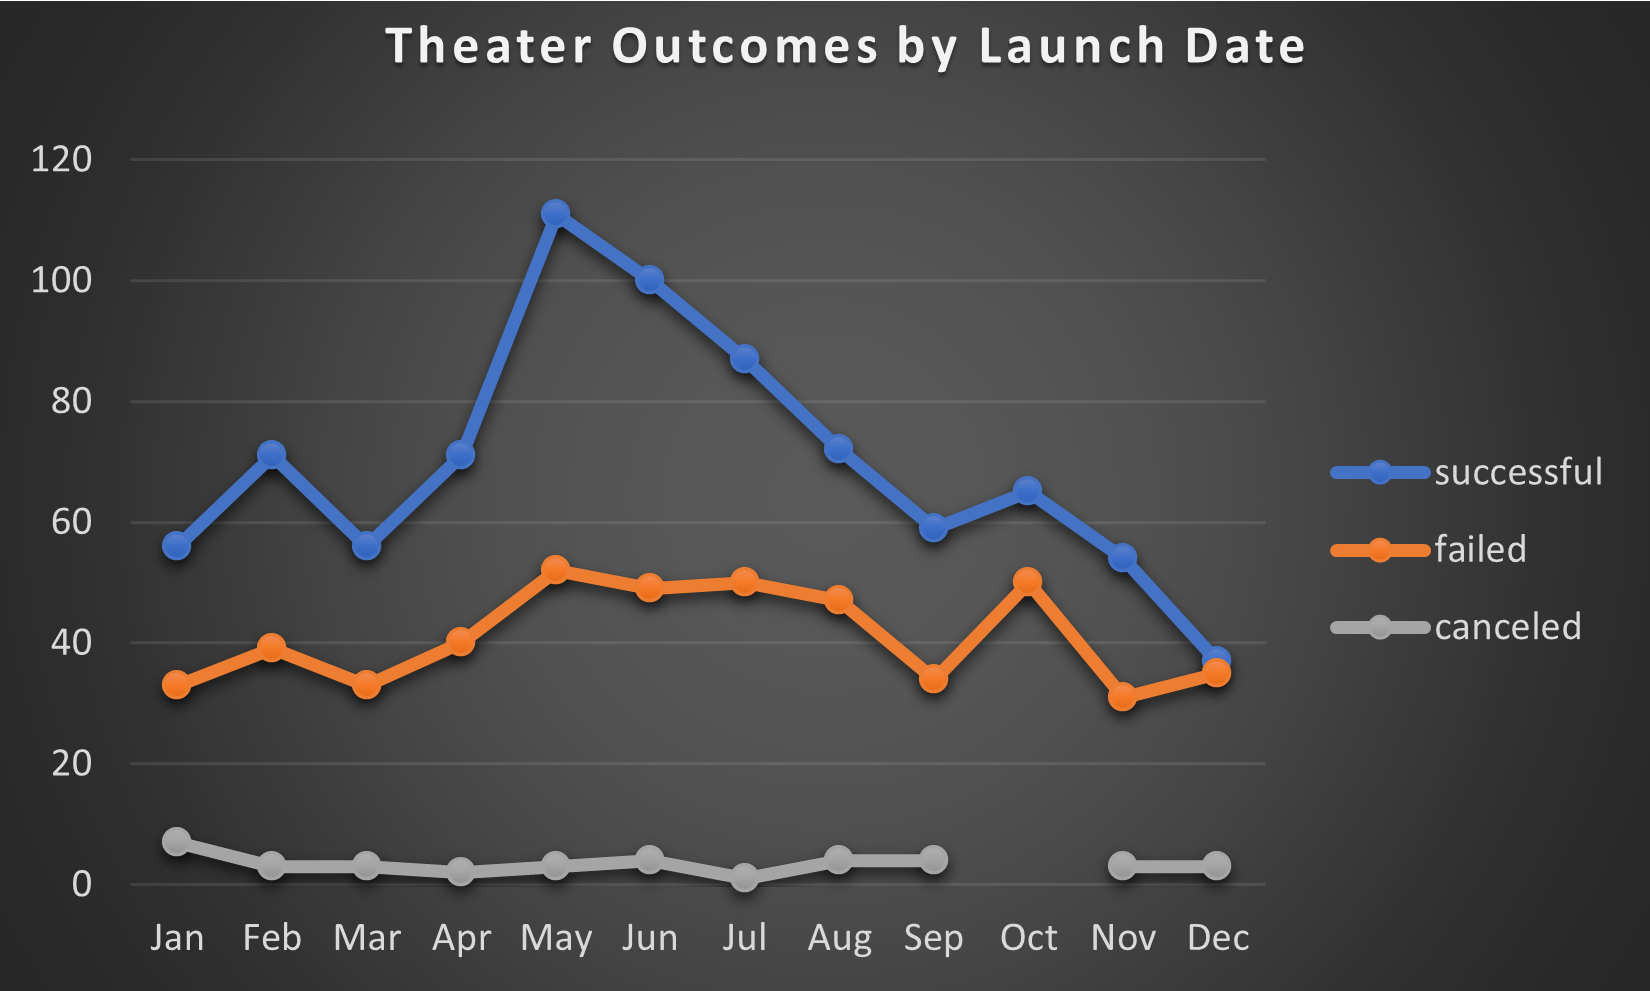 Theater Outcomes by Launch Date
120
100
80
60
40
20
0
Jan Feb Mar Apr May Jun Jul Aug Sep Oct Nov Dec
successful
failed
canceled